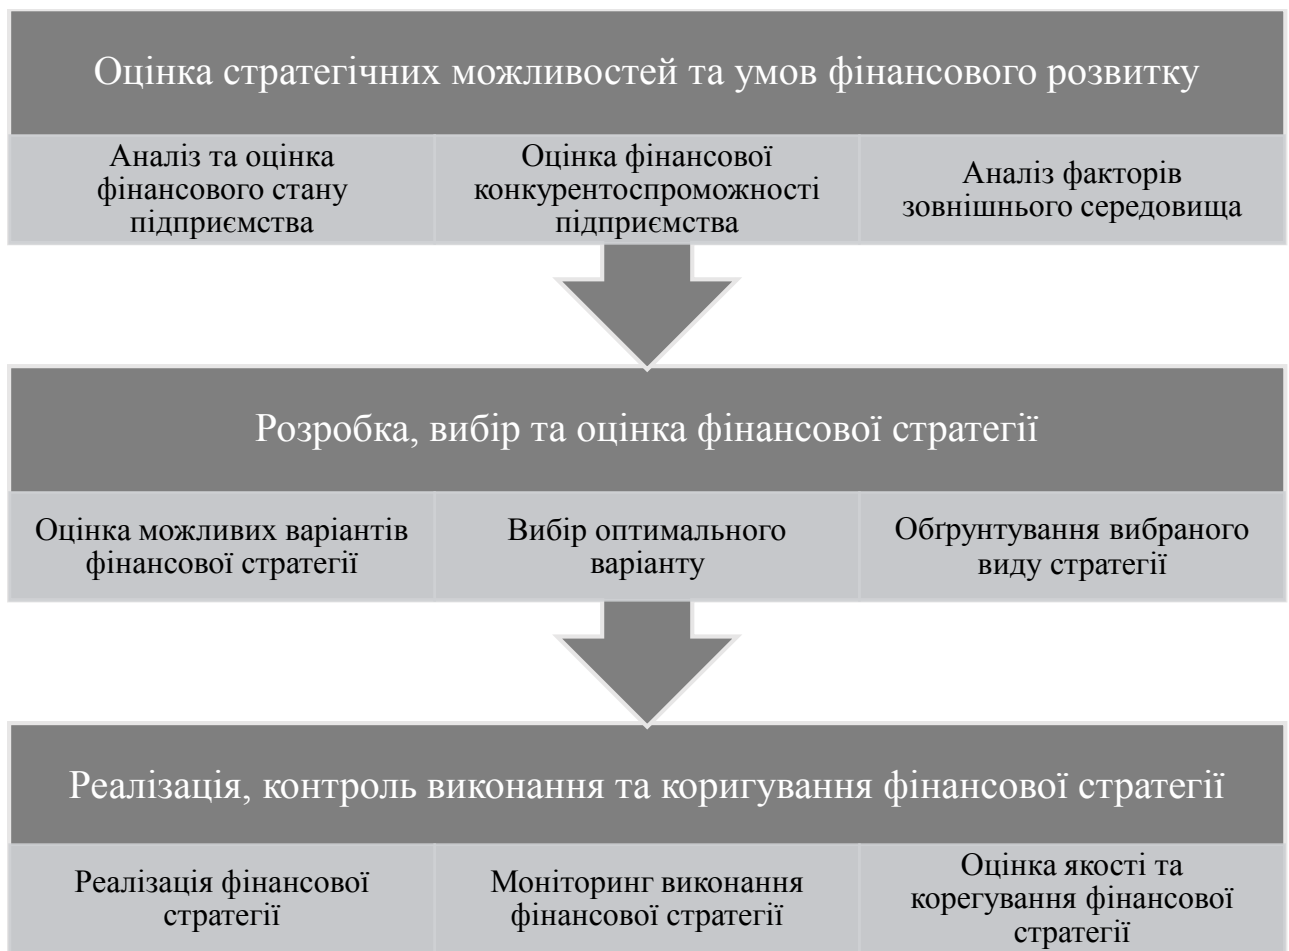 Оцінка стратегічних можливостей та умов фінансового розвитку
Аналіз та оцінка
фінансового стану
підприємства
Оцінка фінансової
конкурентоспроможності
підприємства
Аналіз факторів
зовнішнього середовища
Розробка, вибір та оцінка фінансової стратегії
Оцінка можливих варіантів
фінансової стратегії
Вибір оптимального
варіанту
Обґрунтування вибраного
виду стратегії
Реалізація, контроль виконання та коригування фінансової стратегії
Реалізація фінансової
стратегії
Моніторинг виконання
фінансової стратегії
Оцінка якості та
корегування фінансової
стратегії